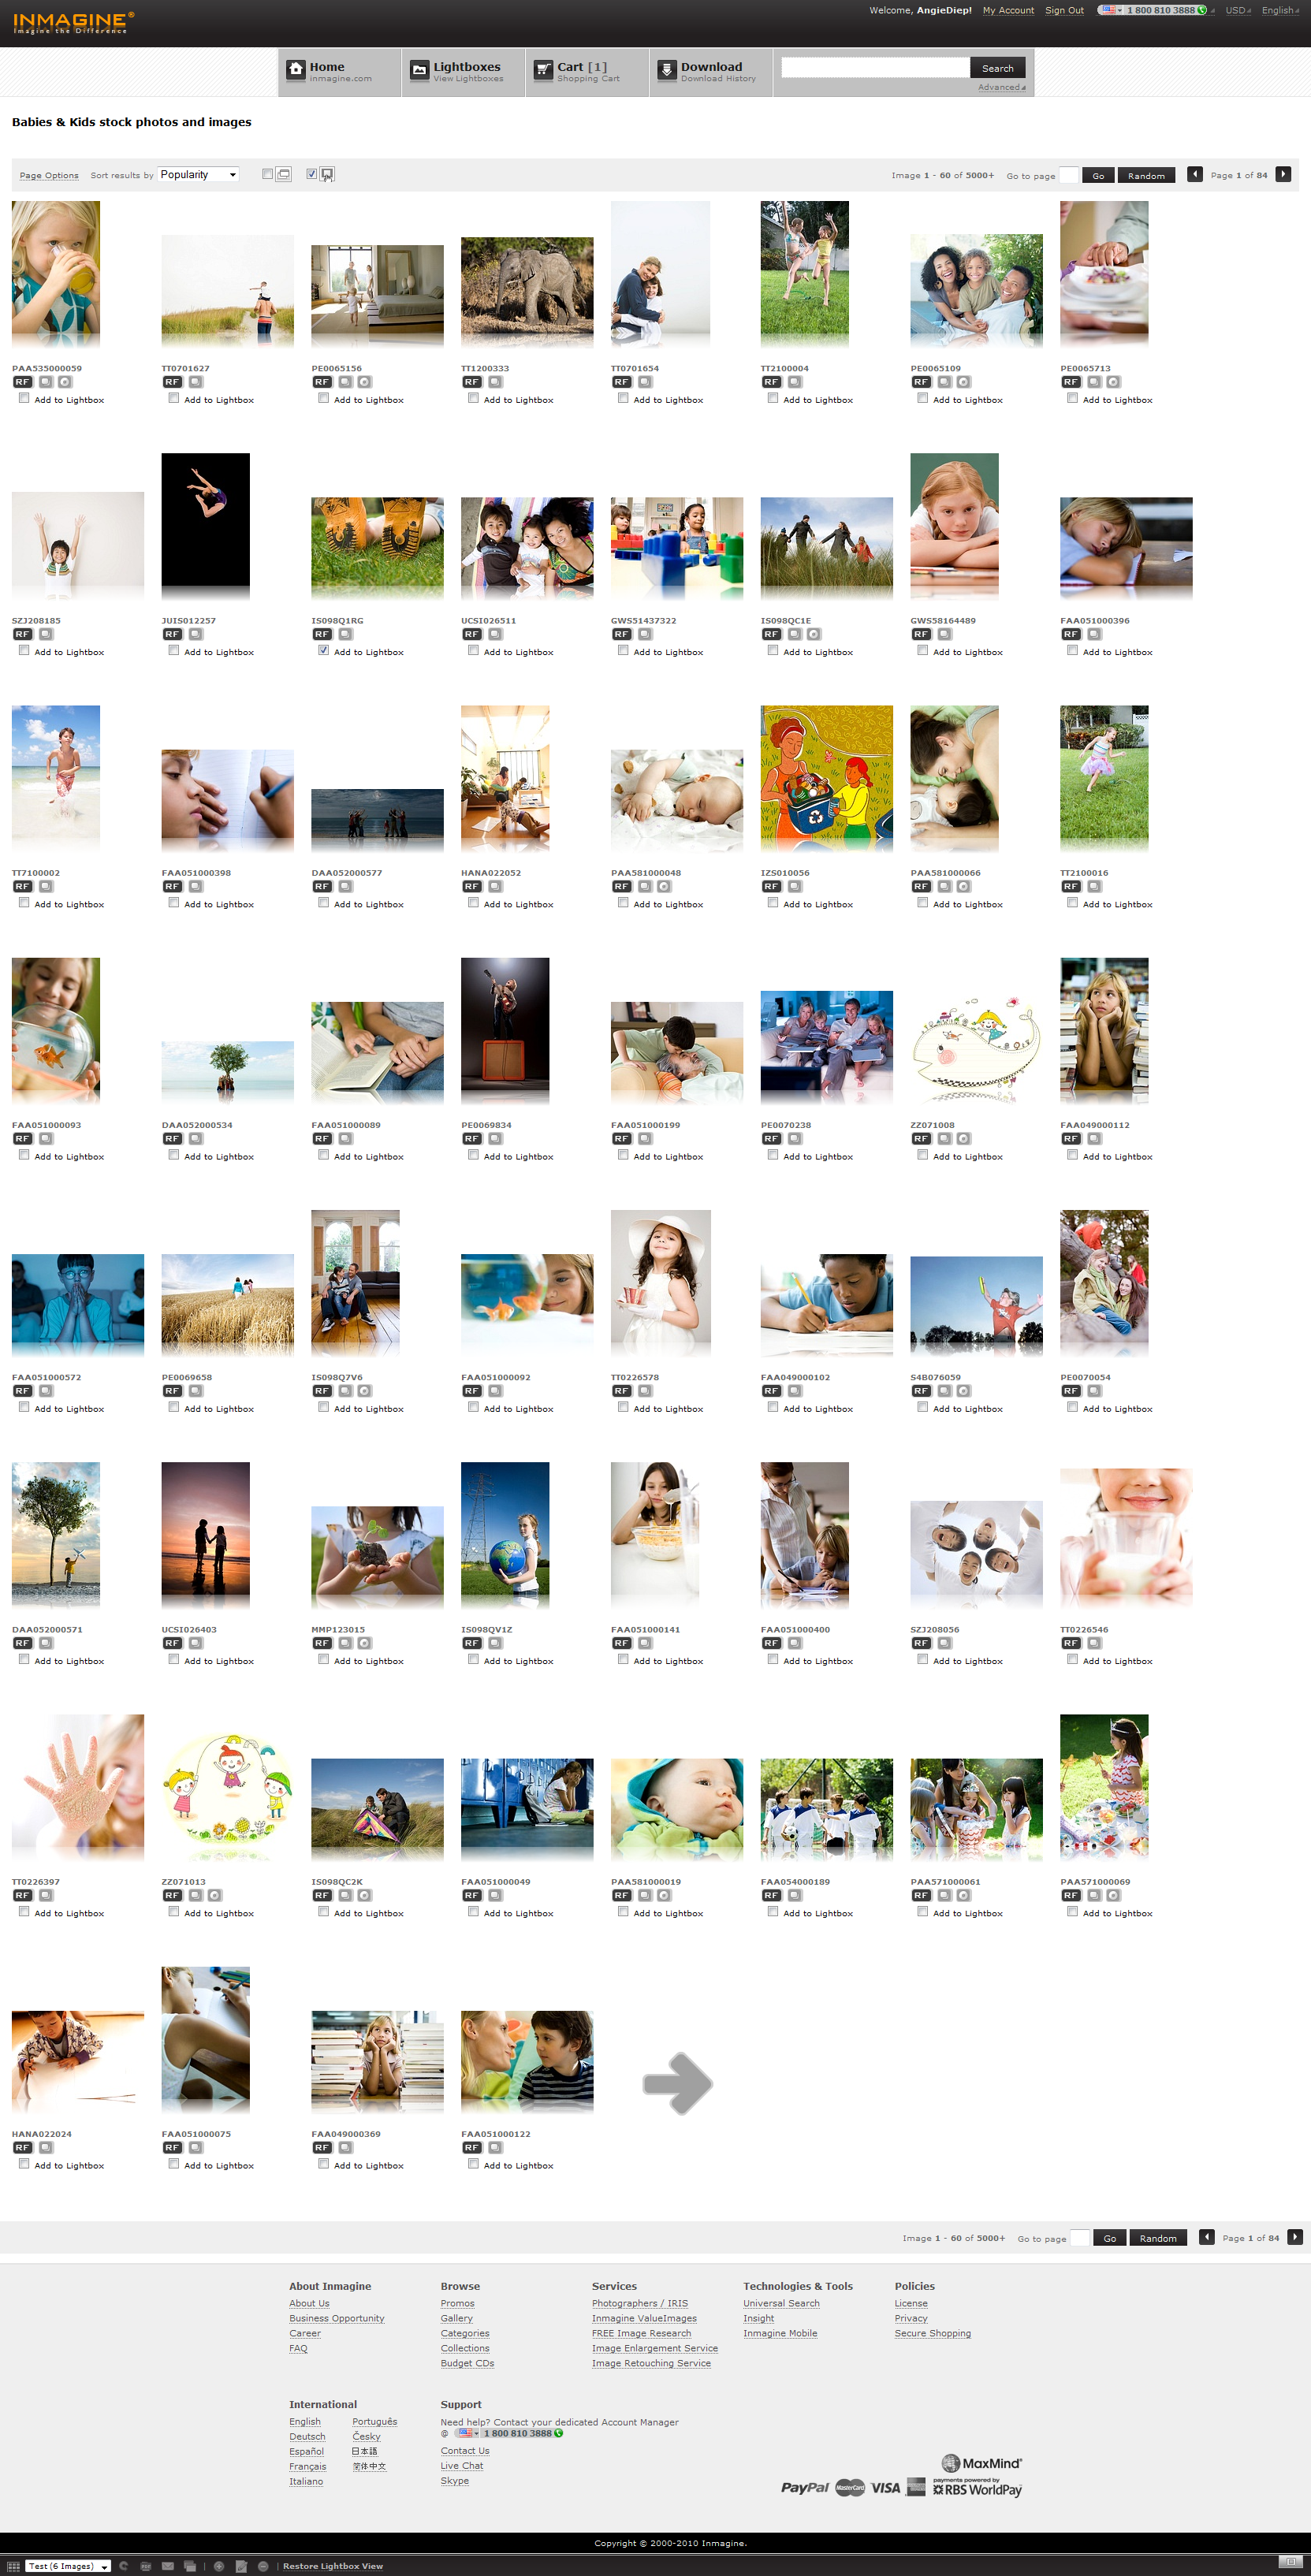 INMAGINE®
Imagine the Difference
Welcome, AngieDiep! My Account Sign Out 1 800 810 3888 USD English
Home
inmagine.com
Lightboxes
View Lightboxes
Cart [1]
Shopping Cart
Download
Download History
Search
Advanced
Babies & Kids stock photos and images
Page Options Sort results by Popularity Image 1 - 60 of 5000+ Go to page Go Random Page 1 of 84
PAA535000059 TT0701627 PE0065156 TT1200333 TT0701654 TT2100004 PE0065109 PE0065713
RF RF RF RF RF RF RF RF
Add to Lightbox Add to Lightbox Add to Lightbox Add to Lightbox Add to Lightbox Add to Lightbox Add to Lightbox Add to Lightbox
SZJ208185 JUIS012257 IS098Q1RG UCSI026511 GWS51437322 IS098QC1E GWS58164489 FAA051000396
RF RF RF RF RF RF RF RF
Add to Lightbox Add to Lightbox Add to Lightbox Add to Lightbox Add to Lightbox Add to Lightbox Add to Lightbox Add to Lightbox
TT7100002 FAA051000398 DAA052000577 HANA022052 PAA581000048 IZS010056 PAA581000066 TT2100016
RF RF RF RF RF RF RF RF
Add to Lightbox Add to Lightbox Add to Lightbox Add to Lightbox Add to Lightbox Add to Lightbox Add to Lightbox Add to Lightbox
FAA051000093 DAA052000534 FAA051000089 PE0069834 FAA051000199 PE0070238 ZZ071008 FAA049000112
RF RF RF RF RF RF RF RF
Add to Lightbox Add to Lightbox Add to Lightbox Add to Lightbox Add to Lightbox Add to Lightbox Add to Lightbox Add to Lightbox
FAA051000572 PE0069658 IS098Q7V6 FAA051000092 TT0226578 FAA049000102 S4B076059 PE0070054
RF RF RF RF RF RF RF RF
Add to Lightbox Add to Lightbox Add to Lightbox Add to Lightbox Add to Lightbox Add to Lightbox Add to Lightbox Add to Lightbox
DAA052000571 UCSI026403 MMP123015 IS098QV1Z FAA051000141 FAA051000400 SZJ208056 TT0226546
RF RF RF RF RF RF RF RF
Add to Lightbox Add to Lightbox Add to Lightbox Add to Lightbox Add to Lightbox Add to Lightbox Add to Lightbox Add to Lightbox
TT0226397 ZZ071013 IS098QC2K FAA051000049 PAA581000019 FAA054000189 PAA571000061 PAA571000069
RF RF RF RF RF RF RF RF
Add to Lightbox Add to Lightbox Add to Lightbox Add to Lightbox Add to Lightbox Add to Lightbox Add to Lightbox Add to Lightbox
HANA022024 FAA051000075 FAA049000369 FAA051000122
RF RF RF RF
Add to Lightbox Add to Lightbox Add to Lightbox Add to Lightbox
Image 1 - 60 of 5000+ Go to page Go Random Page 1 of 84
About Inmagine
About Us
Business Opportunity
Career
FAQ
Browse
Promos
Gallery
Categories
Collections
Budget CDs
Services
Photographers / IRIS
Inmagine ValueImages
FREE Image Research
Image Enlargement Service
Image Retouching Service
Technologies & Tools
Universal Search
Insight
Inmagine Mobile
Policies
License
Privacy
Secure Shopping
International
English Português
Deutsch Česky
Español 日本語
Français 简体中文
Italiano
Support
Need help? Contact your dedicated Account Manager
@ 1 800 810 3888
Contact Us
Live Chat
Skype
MaxMind
PayPal MasterCard VISA payments powered by
RBS WorldPay
Copyright © 2000-2010 Inmagine.
Test (6 Images) PDF | | Restore Lightbox View